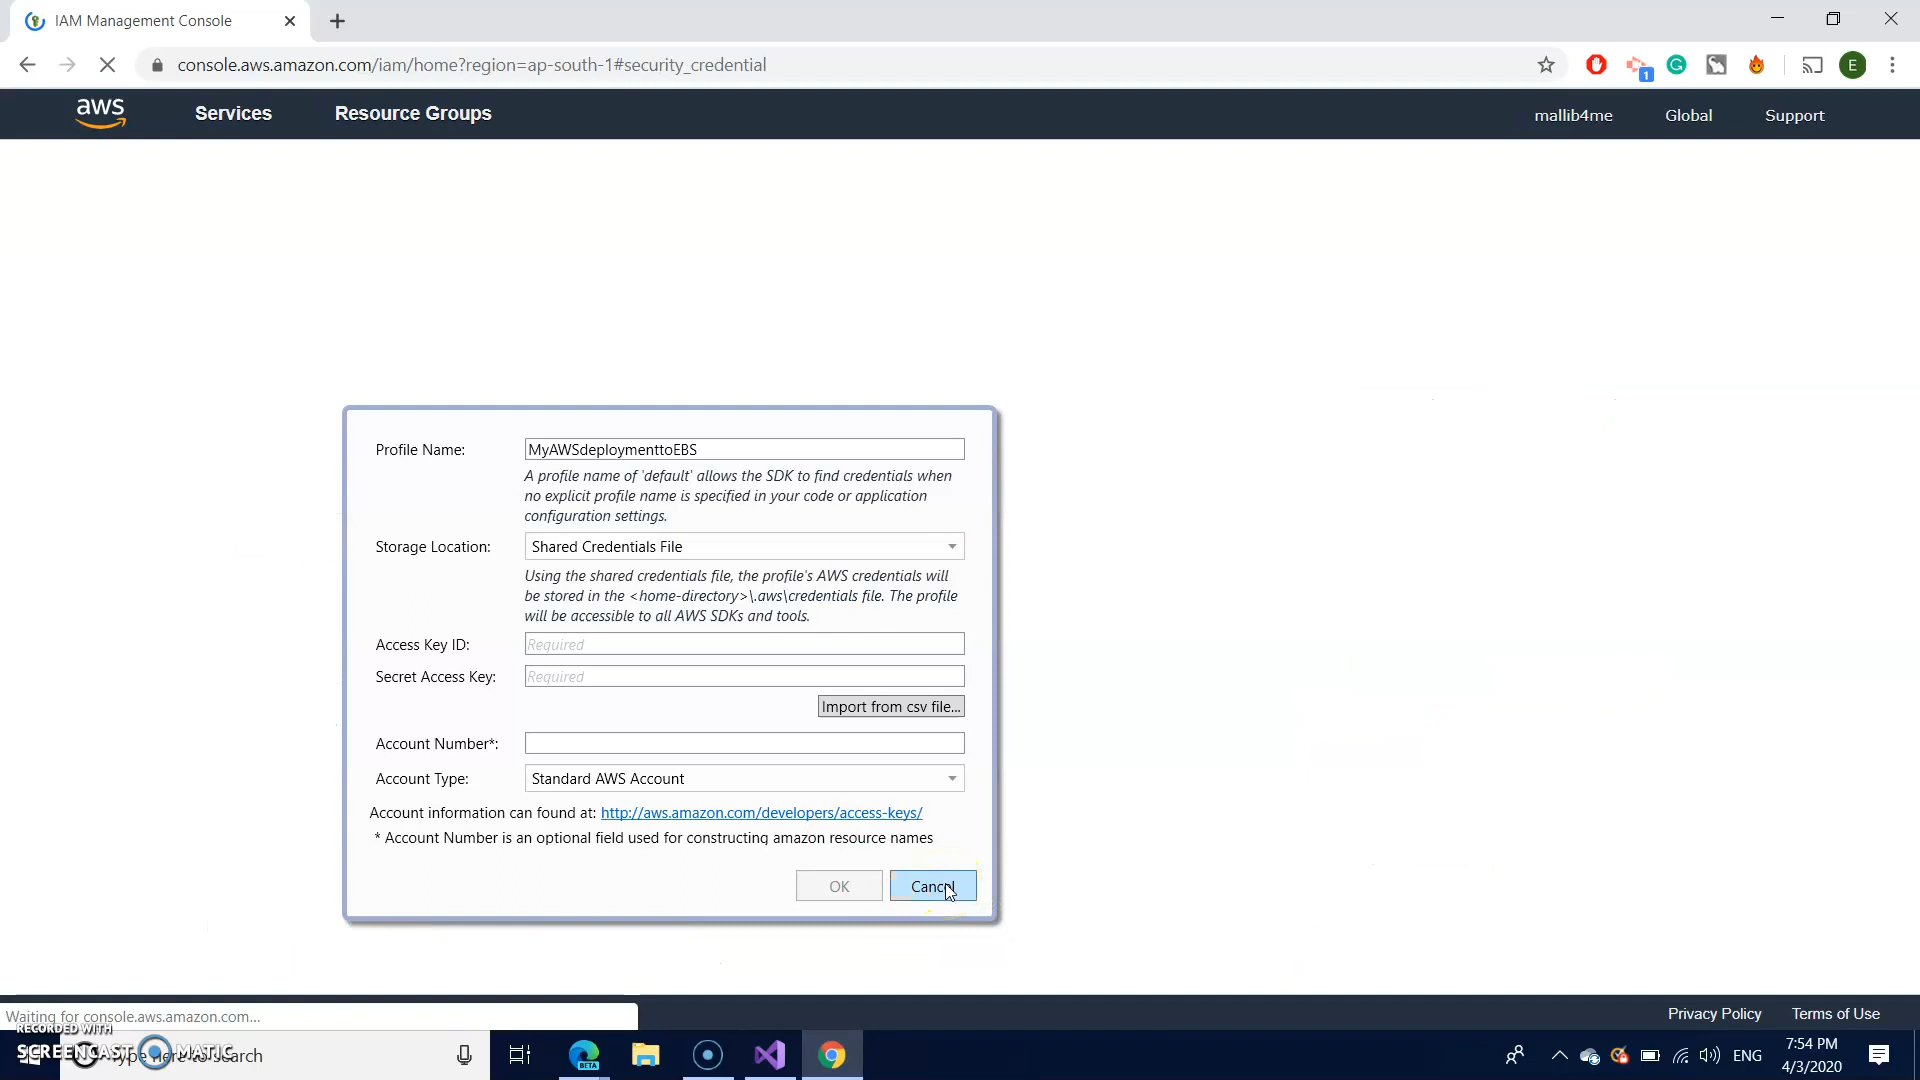 IAM Management Console
console.aws.amazon.com/iam/home?region=ap-south-1#security_credential
1
E
aws
Services
Resource Groups
mallib4me
Global
Support
Profile Name:
MyAWSdeploymenttoEBS
A profile name of 'default' allows the SDK to find credentials when
no explicit profile name is specified in your code or application
configuration settings.
Storage Location:
Shared Credentials File
Using the shared credentials file, the profile's AWS credentials will
be stored in the <home-directory>\.aws\credentials file. The profile
will be accessible to all AWS SDKs and tools.
Access Key ID:
Required
Secret Access Key:
Required
Import from csv file...
Account Number*:
Account Type:
Standard AWS Account
Account information can found at: http://aws.amazon.com/developers/access-keys/
* Account Number is an optional field used for constructing amazon resource names
OK
Cancel
Waiting for console.aws.amazon.com...
Privacy Policy
Terms of Use
RECORDED WITH
SCREENCAST MATIC
Type here to search
BETA
ENG
7:54 PM
4/3/2020